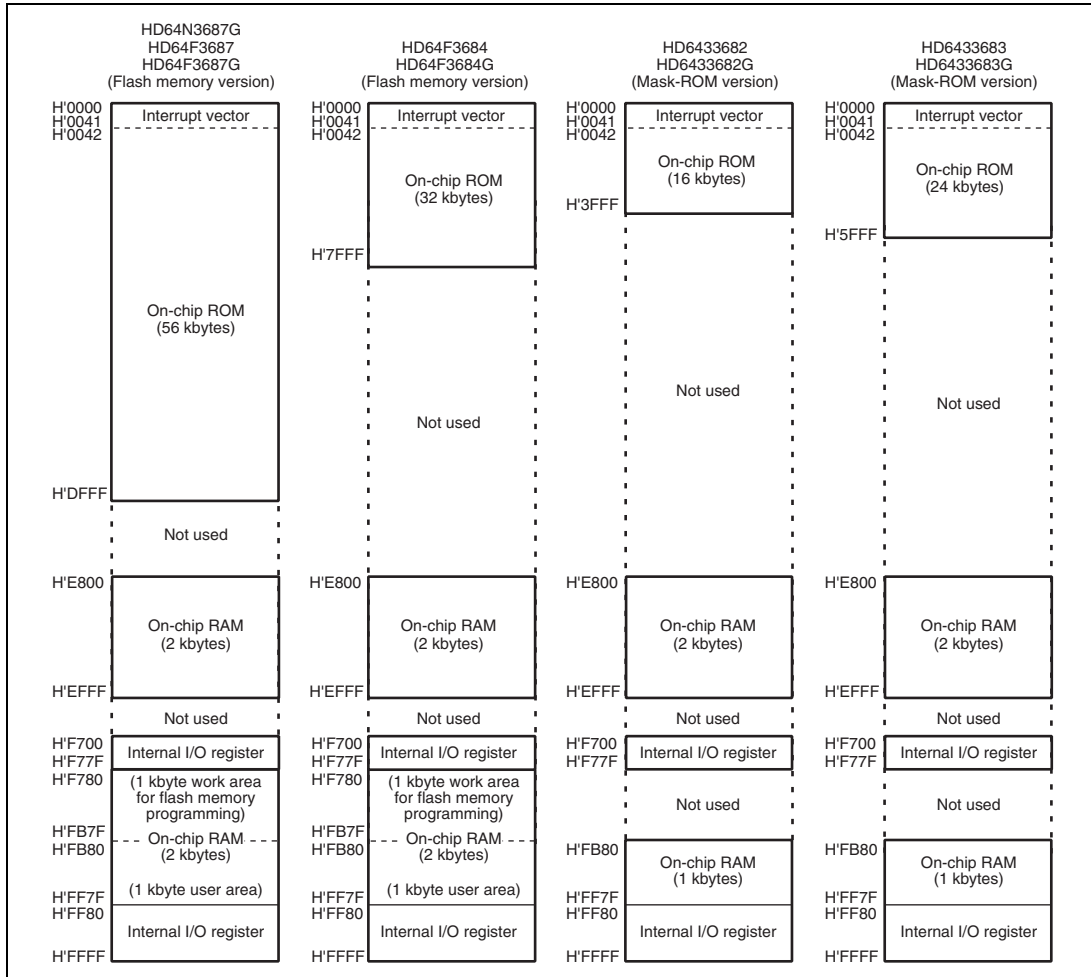 HD64N3687G
HD64F3687
HD64F3687G
(Flash memory version)
H'0000
H'0041
H'0042
Interrupt vector
On-chip ROM
(56 kbytes)
H'DFFF
Not used
H'E800
On-chip RAM
(2 kbytes)
H'EFFF
Not used
H'F700
H'F77F
Internal I/O register
H'F780
(1 kbyte work area
for flash memory
programming)
H'FB7F
H'FB80
On-chip RAM
(2 kbytes)
(1 kbyte user area)
H'FF7F
H'FF80
Internal I/O register
H'FFFF
HD64F3684
HD64F3684G
(Flash memory version)
H'0000
H'0041
H'0042
Interrupt vector
On-chip ROM
(32 kbytes)
H'7FFF
Not used
H'E800
On-chip RAM
(2 kbytes)
H'EFFF
Not used
H'F700
H'F77F
Internal I/O register
H'F780
(1 kbyte work area
for flash memory
programming)
H'FB7F
H'FB80
On-chip RAM
(2 kbytes)
(1 kbyte user area)
H'FF7F
H'FF80
Internal I/O register
H'FFFF
HD6433682
HD6433682G
(Mask-ROM version)
H'0000
H'0041
H'0042
Interrupt vector
On-chip ROM
(16 kbytes)
H'3FFF
Not used
H'E800
On-chip RAM
(2 kbytes)
H'EFFF
Not used
H'F700
H'F77F
Internal I/O register
Not used
H'FB80
On-chip RAM
(1 kbytes)
H'FF7F
H'FF80
Internal I/O register
H'FFFF
HD6433683
HD6433683G
(Mask-ROM version)
H'0000
H'0041
H'0042
Interrupt vector
On-chip ROM
(24 kbytes)
H'5FFF
Not used
H'E800
On-chip RAM
(2 kbytes)
H'EFFF
Not used
H'F700
H'F77F
Internal I/O register
Not used
H'FB80
On-chip RAM
(1 kbytes)
H'FF7F
H'FF80
Internal I/O register
H'FFFF